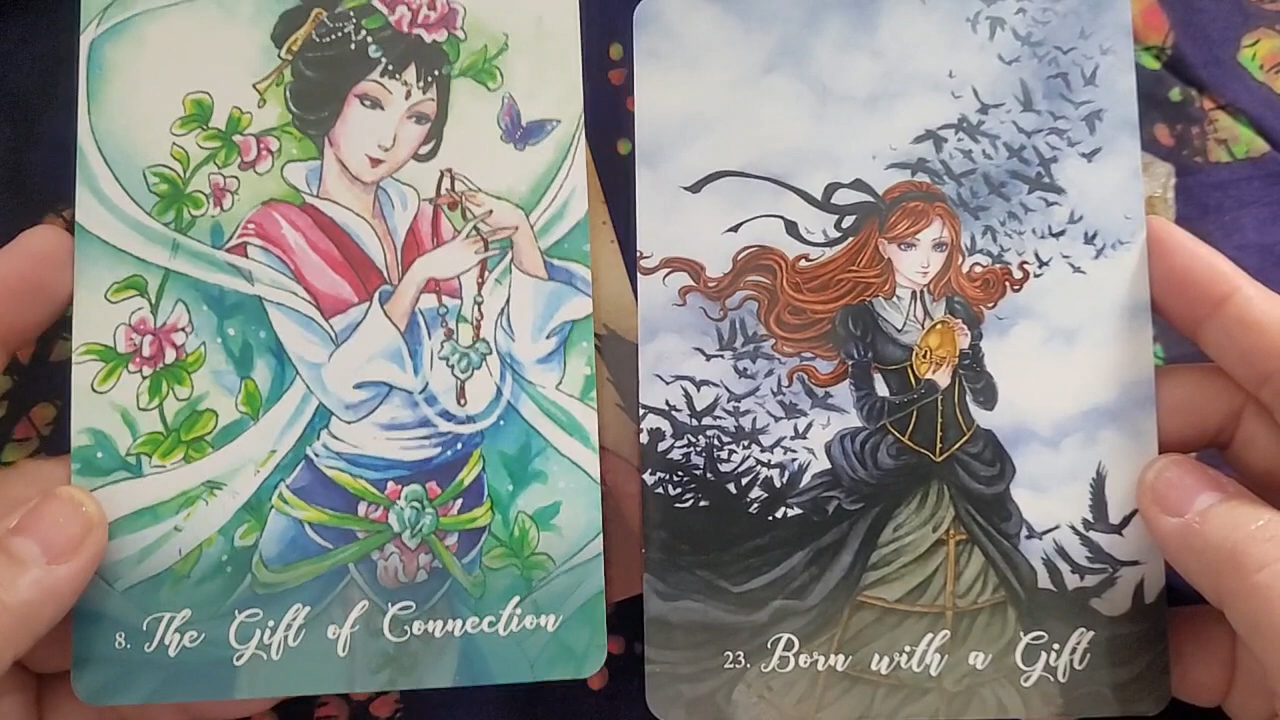 8. The Gift of Connection
23. Born with a Gift